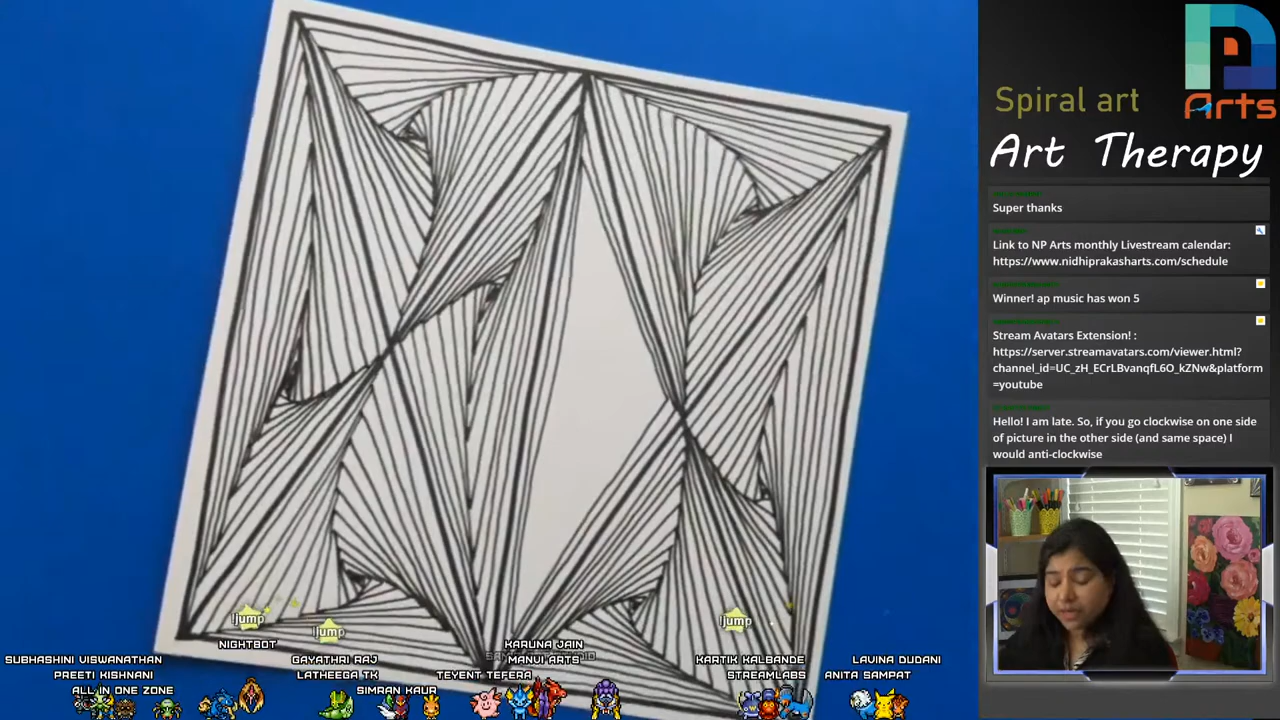 Spiral art
Arts
Art Therapy
Super thanks
Link to NP Arts monthly Livestream calendar:
https://www.nidhiprakasharts.com/schedule
Winner! ap music has won 5
Stream Avatars Extension! :
https://server.streamavatars.com/viewer.html?
channel_id=UC_zH_ECrLBvanqfL6O_kZNw&platform
=youtube
Hello! I am late. So, if you go clockwise on one side
of picture in the other side (and same space) I
would anti-clockwise
!jump
!jump
!jump
NIGHTBOT
KARUNA JAIN
SUBHASHINI VISWANATHAN
GAYATHRI RAJ
MANVI ARTS
KARTIK KALBANDE
LAVINA DUDANI
PREETI KISHNANI
LATHEEGA TK
TEYENT TEFERA
STREAMLABS
ANITA SAMPAT
ALL IN ONE ZONE
SIMRAN KAUR